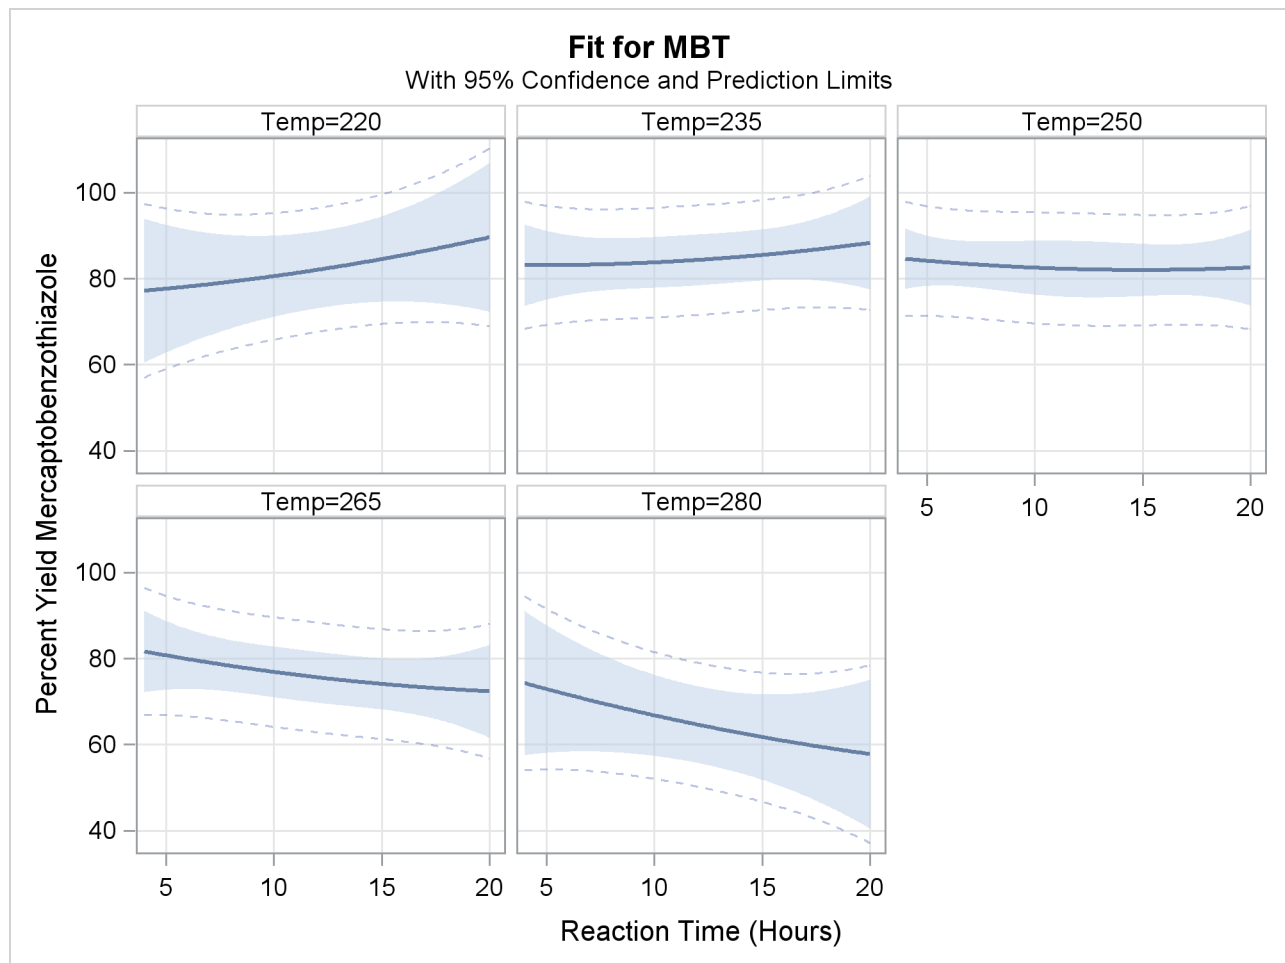 Fit for MBT
With 95% Confidence and Prediction Limits
Temp=220 Temp=235 Temp=250
100
80
60
40
Percent Yield Mercaptobenzothiazole
5 10 15 20
Temp=265 Temp=280
100
80
60
40
5 10 15 20 5 10 15 20
Reaction Time (Hours)